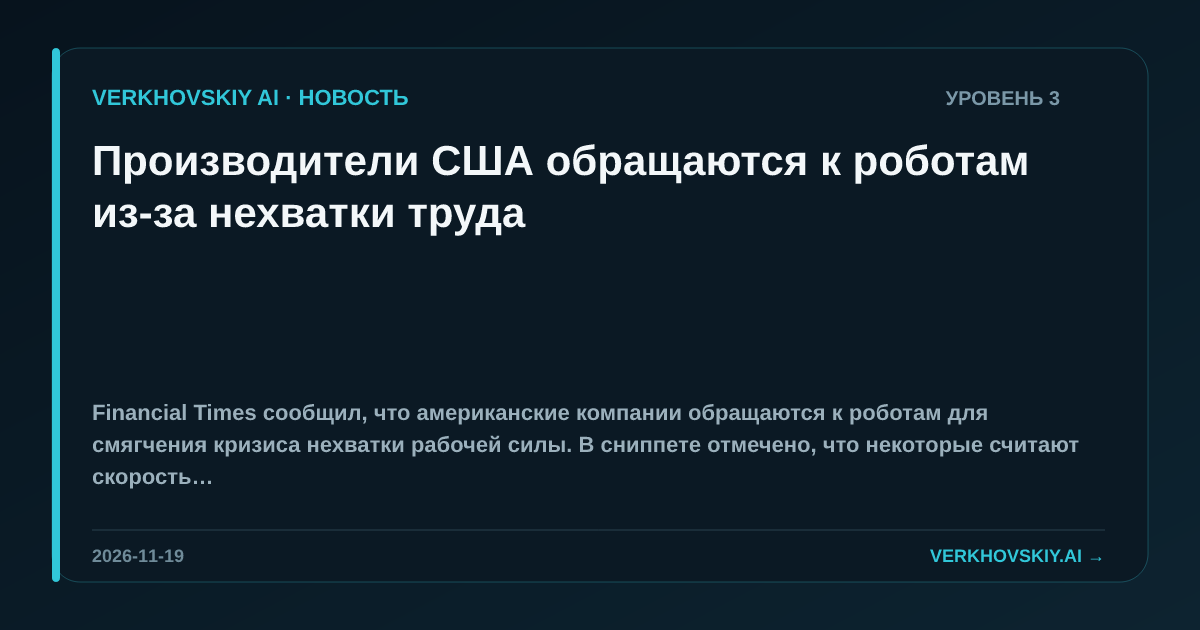 VERKHOVSKIY AI · НОВОСТЬ
УРОВЕНЬ 3
Производители США обращаются к роботам
из-за нехватки труда
Financial Times сообщил, что американские компании обращаются к роботам для
смягчения кризиса нехватки рабочей силы. В сниппете отмечено, что некоторые считают
скорость…
2026-11-19
VERKHOVSKIY.AI →